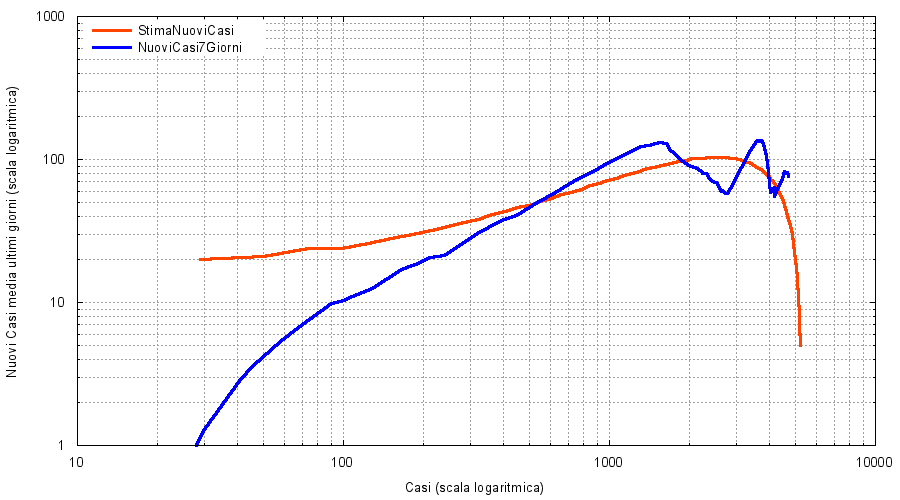 1000
StimaNuoviCasi
NuoviCasi7Giorni
100
10
1
10 100 1000 10000
Nuovi Casi media ultimi giorni (scala logaritmica)
Casi (scala logaritmica)